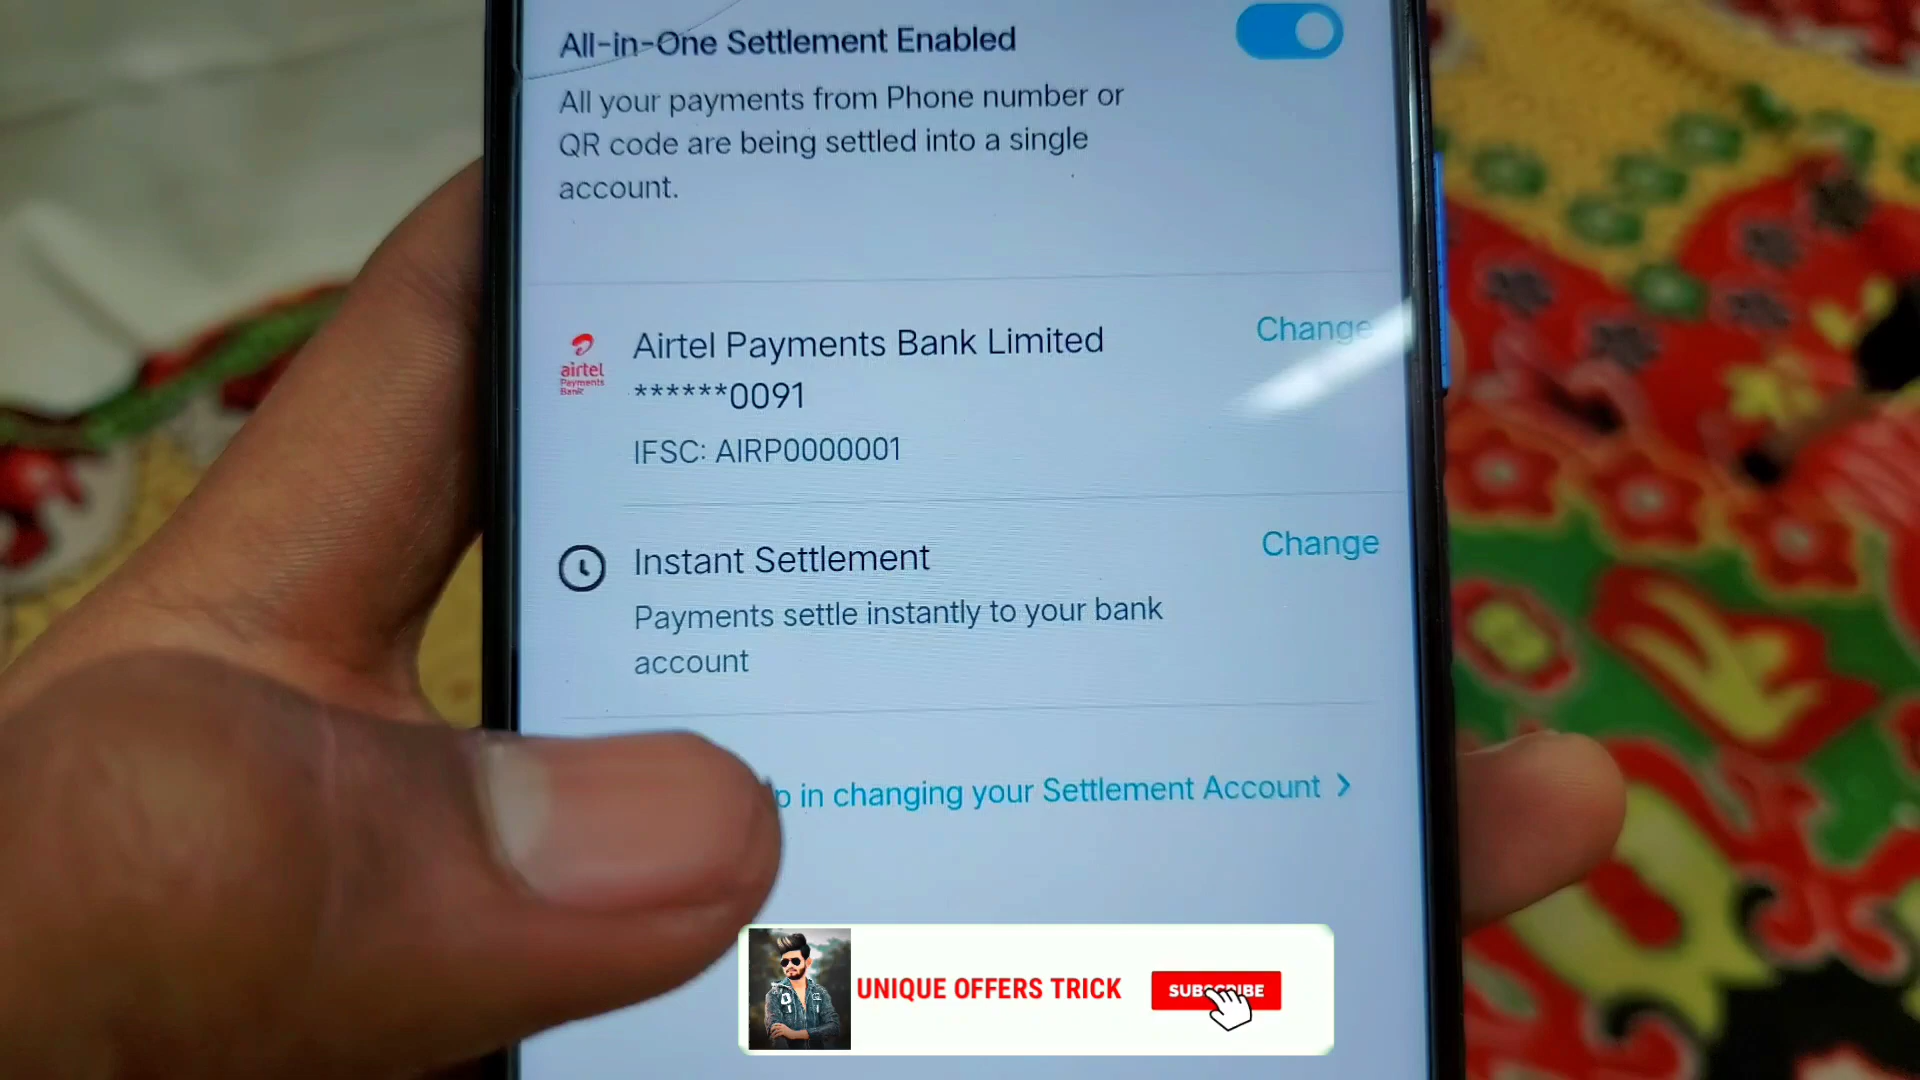 All-in-One Settlement Enabled
All your payments from Phone number or
QR code are being settled into a single
account.
airtel
Payments
Bank
Airtel Payments Bank Limited
Change
******0091
IFSC: AIRP0000001
Instant Settlement
Change
Payments settle instantly to your bank
account
in changing your Settlement Account
UNIQUE OFFERS TRICK
SUBSCRIBE